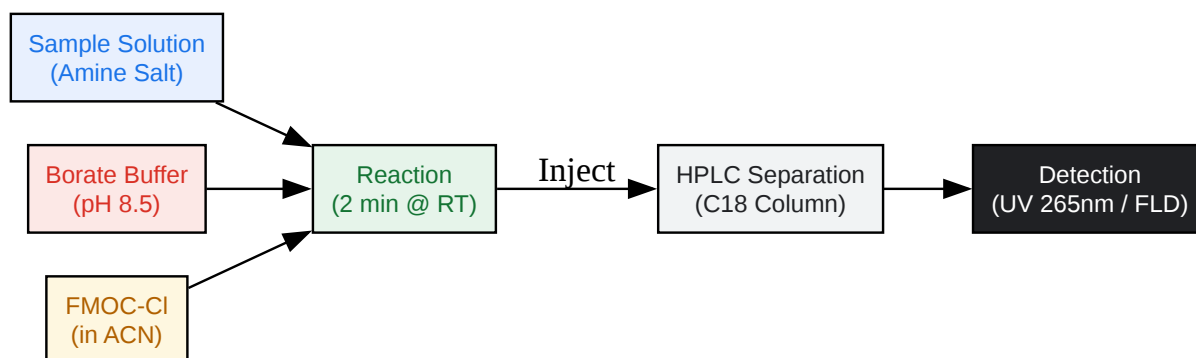 Sample Solution
(Amine Salt)
Borate Buffer
(pH 8.5)
FMOC-Cl
(in ACN)
Reaction
(2 min @ RT)
Inject
HPLC Separation
(C18 Column)
Detection
(UV 265nm / FLD)